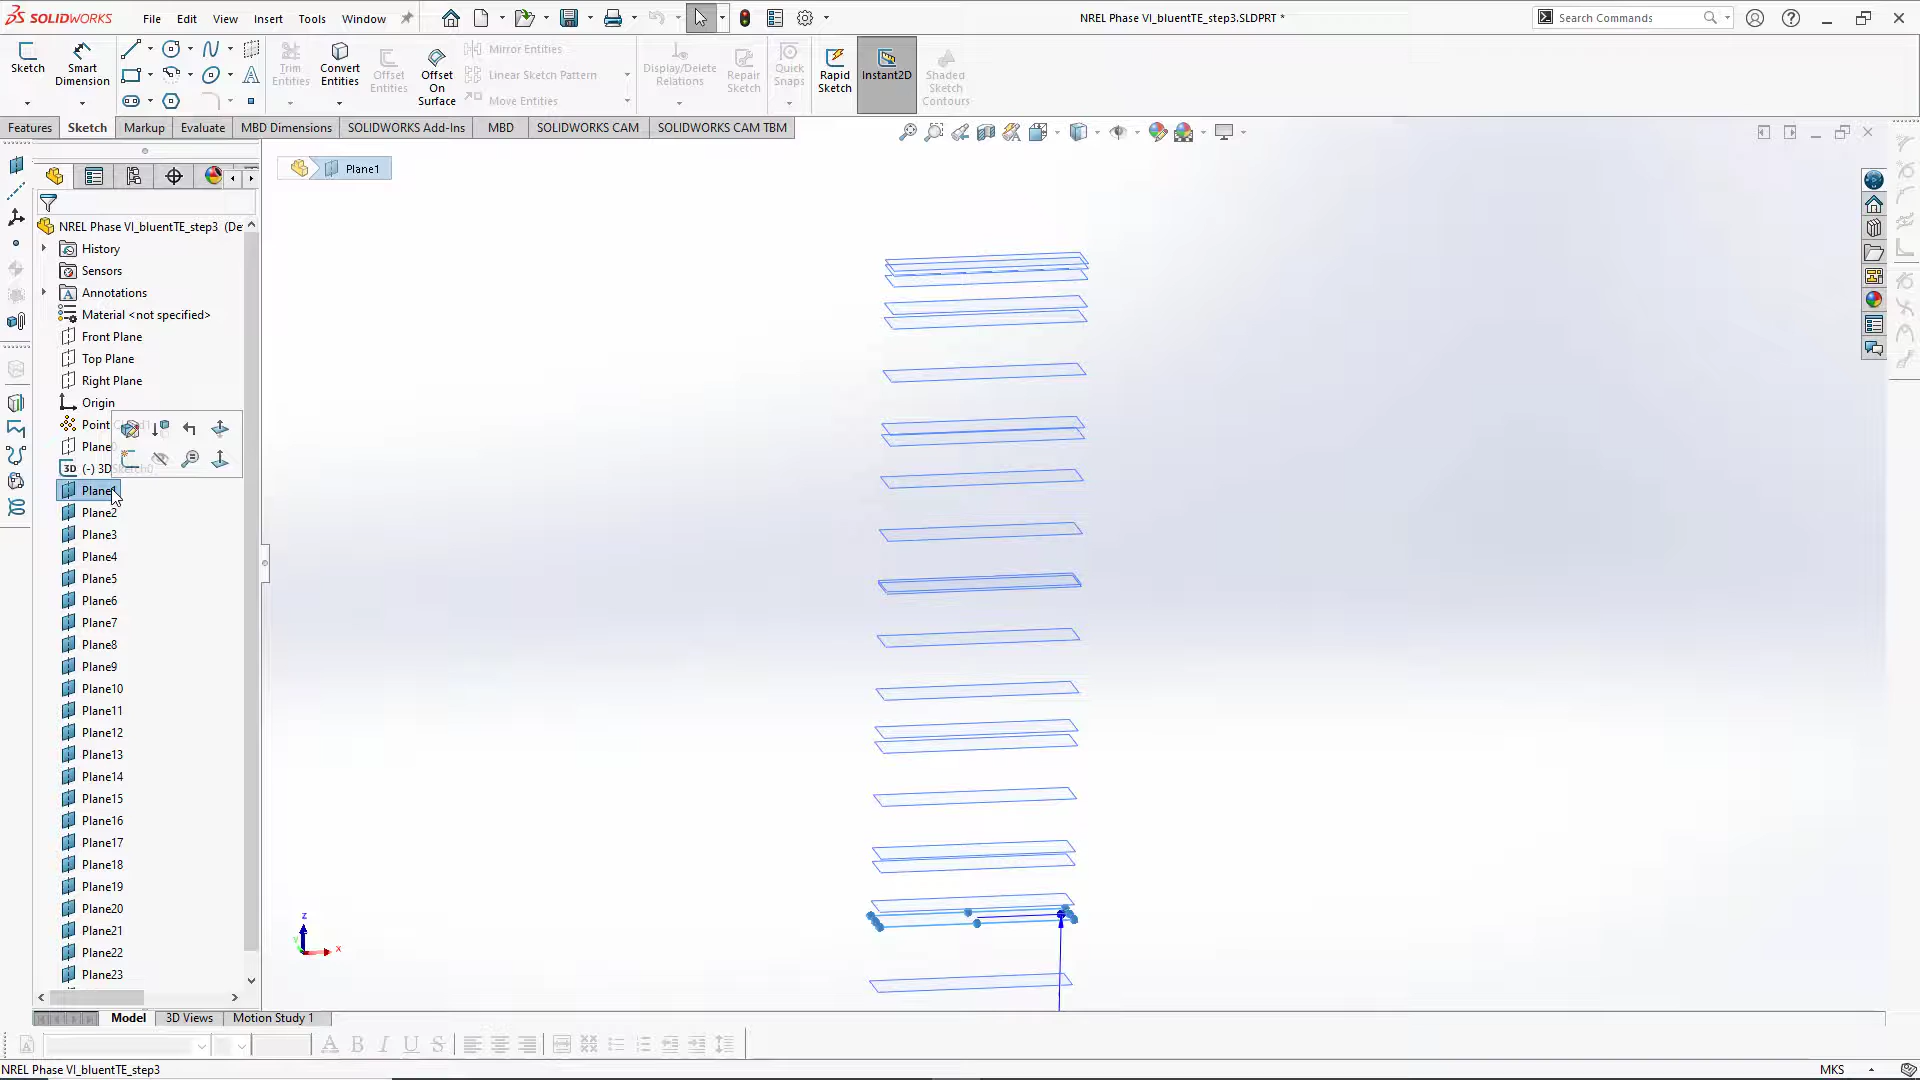 SOLIDWORKS
File
Edit
View
Insert
Tools
Window
NREL Phase VI_bluentTE_step3.SLDPRT *
Search Commands
Sketch
Smart Dimension
Trim Entities
Convert Entities
Offset Entities
Offset On Surface
Mirror Entities
Linear Sketch Pattern
Move Entities
Display/Delete Relations
Repair Sketch
Quick Snaps
Rapid Sketch
Instant2D
Shaded Sketch Contours
Features
Sketch
Markup
Evaluate
MBD Dimensions
SOLIDWORKS Add-Ins
MBD
SOLIDWORKS CAM
SOLIDWORKS CAM TBM
Plane1
NREL Phase VI_bluentTE_step3 (De
History
Sensors
Annotations
Material <not specified>
Front Plane
Top Plane
Right Plane
Origin
Point
Plane
(-) 3DSketch0
Plane1
Plane2
Plane3
Plane4
Plane5
Plane6
Plane7
Plane8
Plane9
Plane10
Plane11
Plane12
Plane13
Plane14
Plane15
Plane16
Plane17
Plane18
Plane19
Plane20
Plane21
Plane22
Plane23
z
x
Model
3D Views
Motion Study 1
NREL Phase VI_bluentTE_step3
MKS